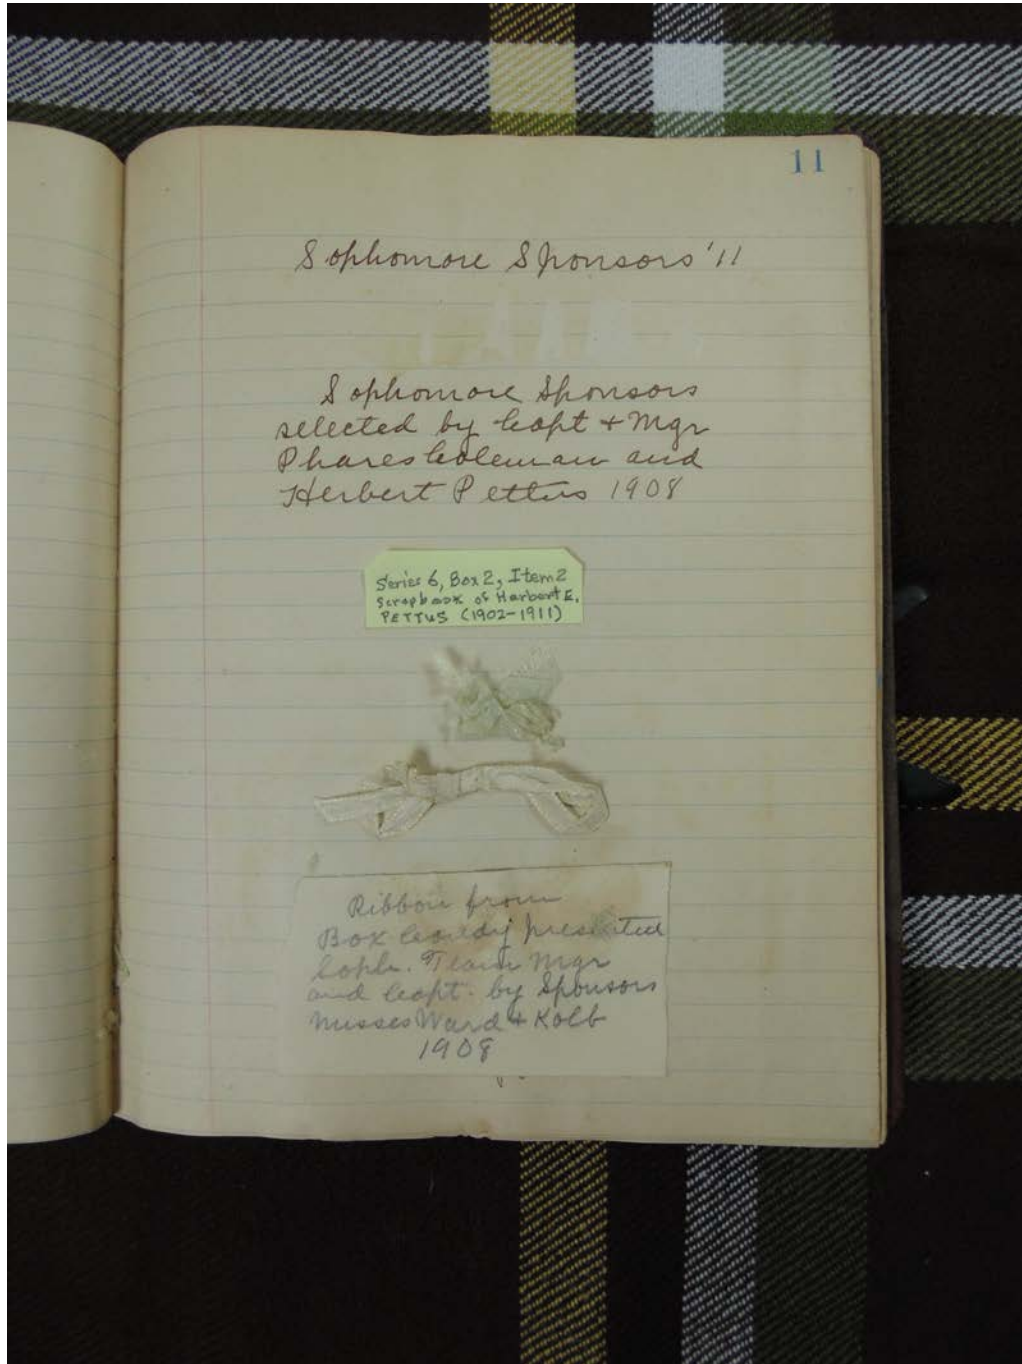 11
Sophomore Sponsors '11
Sophomore Sponsors
selected by Capt + Mgr
Phares Coleman and
Herbert Pettus 1908
Series 6, Box 2, Item 2
Scrapbook of Herbert E.
PETTUS (1902-1911)
Ribbon from
Box Candy presented
Soph. Team Mgr
and Capt. by Sponsors
Misses Ward + Kolb
1908